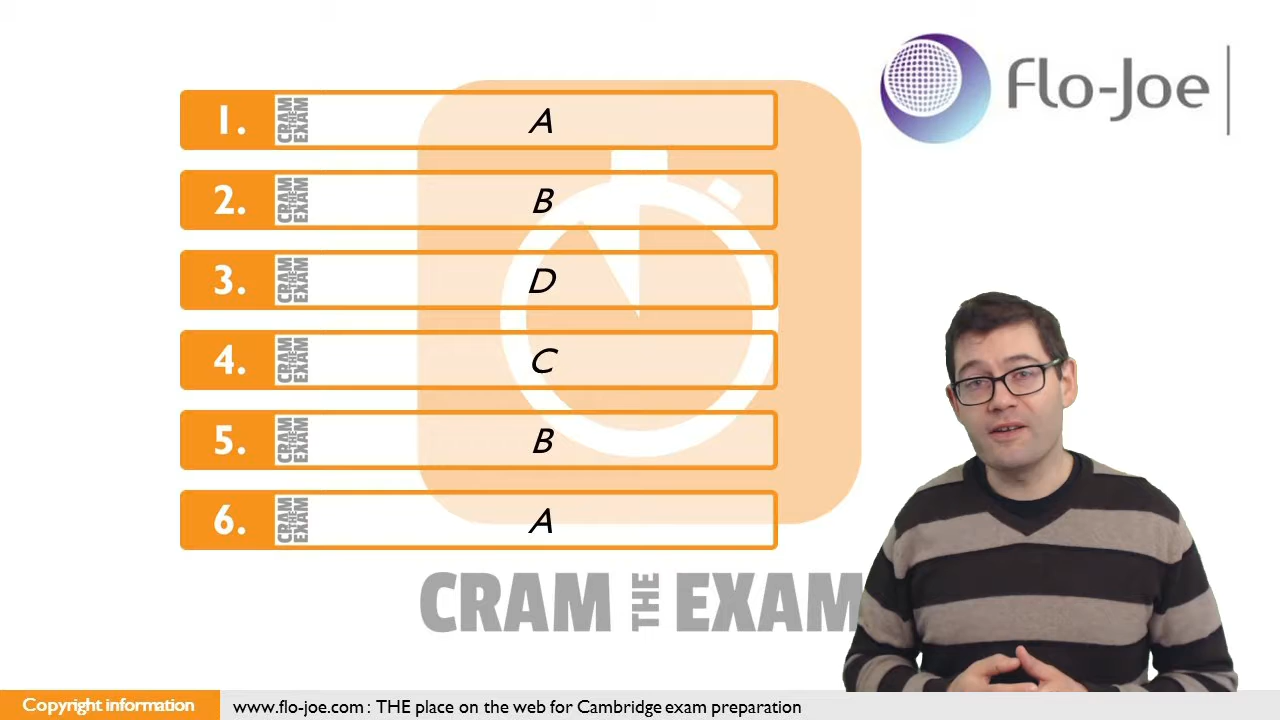 Flo-Joe
1. CRAM THE EXAM A
2. CRAM THE EXAM B
3. CRAM THE EXAM D
4. CRAM THE EXAM C
5. CRAM THE EXAM B
6. CRAM THE EXAM A
CRAM THE EXAM
Copyright information www.flo-joe.com : THE place on the web for Cambridge exam preparation